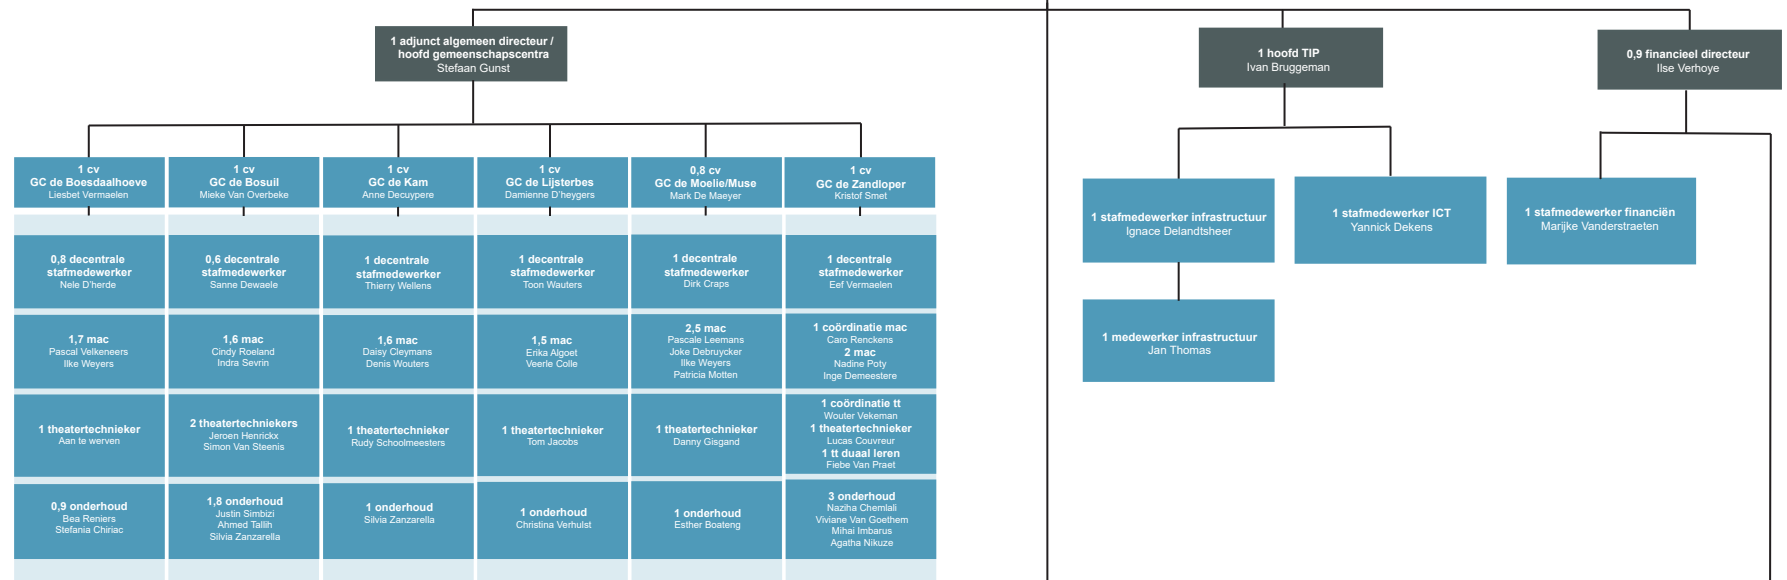 1 adjunct algemeen directeur /
hoofd gemeenschapscentra
Stefaan Gunst
1 hoofd TIP
Ivan Bruggeman
0,9 financieel directeur
Ilse Verhoye
1 cv
GC de Boesdaalhoeve
Liesbet Vermaelen
1 cv
GC de Bosuil
Mieke Van Overbeke
1 cv
GC de Kam
Anne Decuypere
1 cv
GC de Lijsterbes
Damienne D'heygers
0,8 cv
GC de Moelie/Muse
Mark De Maeyer
1 cv
GC de Zandloper
Kristof Smet
1 stafmedewerker infrastructuur
Ignace Delandtsheer
1 stafmedewerker ICT
Yannick Dekens
1 stafmedewerker financiën
Marijke Vanderstraeten
0,8 decentrale
stafmedewerker
Nele D'herde
0,6 decentrale
stafmedewerker
Sanne Dewaele
1 decentrale
stafmedewerker
Thierry Wellens
1 decentrale
stafmedewerker
Toon Wauters
1 decentrale
stafmedewerker
Dirk Craps
1 decentrale
stafmedewerker
Eef Vermaelen
1 medewerker infrastructuur
Jan Thomas
1,7 mac
Pascal Velkeneers
Ilke Weyers
1,6 mac
Cindy Roeland
Indra Sevrin
1,6 mac
Daisy Cleymans
Denis Wouters
1,5 mac
Erika Algoet
Veerle Colle
2,5 mac
Pascale Leemans
Joke Debruycker
Ilke Weyers
Patricia Motten
1 coördinatie mac
Caro Renckens
2 mac
Nadine Poty
Inge Demeestere
1 theatertechnieker
Aan te werven
2 theatertechniekers
Jeroen Henrickx
Simon Van Steenis
1 theatertechnieker
Rudy Schoolmeesters
1 theatertechnieker
Tom Jacobs
1 theatertechnieker
Danny Gisgand
1 coördinatie tt
Wouter Vekeman
1 theatertechnieker
Lucas Couvreur
1 tt duaal leren
Fiebe Van Praet
0,9 onderhoud
Bea Reniers
Stefania Chiriac
1,8 onderhoud
Justin Simbizi
Ahmed Tallih
Silvia Zanzarella
1 onderhoud
Silvia Zanzarella
1 onderhoud
Christina Verhulst
1 onderhoud
Esther Boateng
3 onderhoud
Naziha Chemlali
Viviane Van Goethem
Mihai Imbarus
Agatha Nikuze